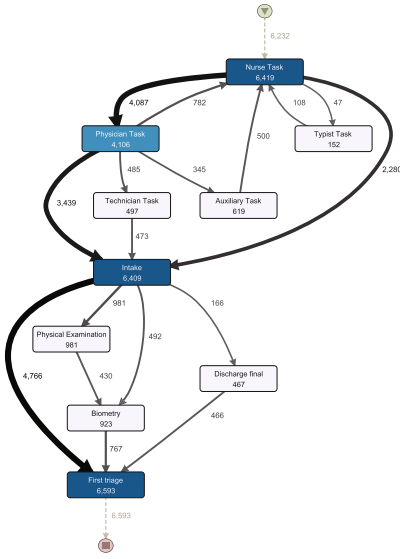 6,232
Nurse Task
6,419
4,087
782
108
47
Physician Task
4,106
Typist Task
152
500
485
345
2,280
Technician Task
497
Auxiliary Task
619
3,439
473
Intake
6,409
981
166
492
Physical Examination
981
4,766
430
Discharge final
467
Biometry
923
466
767
First triage
6,593
6,593